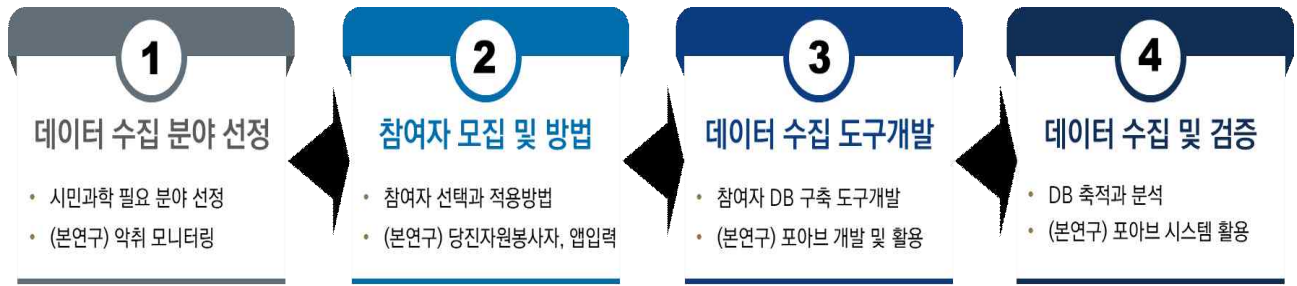 1
데이터 수집 분야 선정
• 시민과학 필요 분야 선정
• (본연구) 악취 모니터링
2
참여자 모집 및 방법
• 참여자 선택과 적용방법
• (본연구) 당진자원봉사자, 앱입력
3
데이터 수집 도구개발
• 참여자 DB 구축 도구개발
• (본연구) 포아브 개발 및 활용
4
데이터 수집 및 검증
• DB 축적과 분석
• (본연구) 포아브 시스템 활용